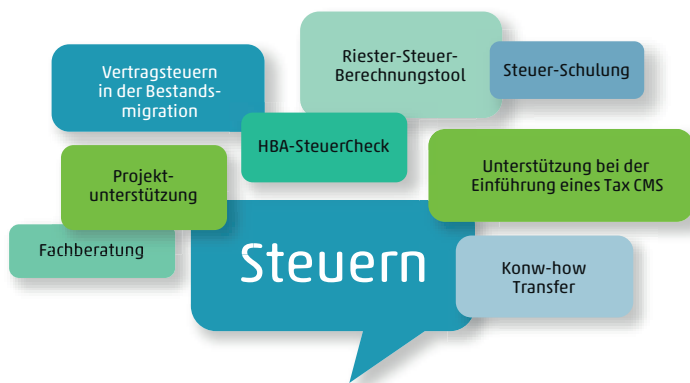 Vertragsteuern
in der Bestands-
migration
Riester-Steuer-
Berechnungstool
Steuer-Schulung
HBA-SteuerCheck
Projekt-
unterstützung
Unterstützung bei der
Einführung eines Tax CMS
Fachberatung
Steuern
Konw-how
Transfer